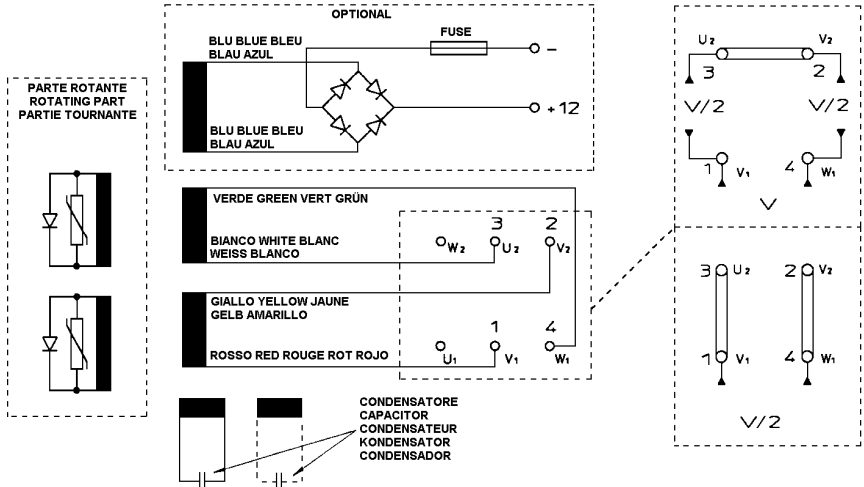 OPTIONAL
BLU BLUE BLEU
BLAU AZUL
FUSE
−
+12
BLU BLUE BLEU
BLAU AZUL
PARTE ROTANTE
ROTATING PART
PARTIE TOURNANTE
VERDE GREEN VERT GRÜN
BIANCO WHITE BLANC
WEISS BLANCO
3 2
W2 U2 V2
GIALLO YELLOW JAUNE
GELB AMARILLO
1 4
ROSSO RED ROUGE ROT ROJO
U1 V1 W1
CONDENSATORE
CAPACITOR
CONDENSATEUR
KONDENSATOR
CONDENSADOR
U2 V2
3 2
V/2 V/2
1 V1 4 W1
V
3 U2 2 V2
1 V1 4 W1
V/2